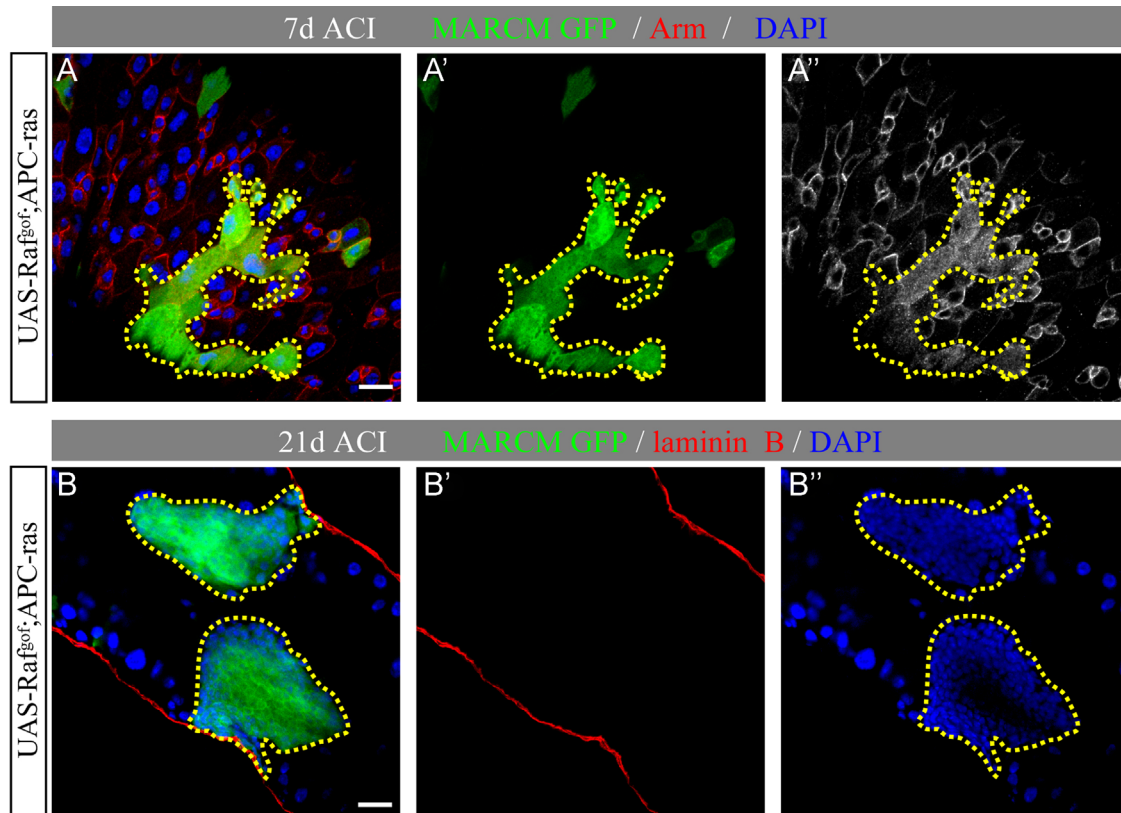 7d ACI MARCM GFP / Arm / DAPI
UAS-Rafᵍᵒᶠ;APC-ras
A
A'
A''
21d ACI MARCM GFP / laminin B / DAPI
UAS-Rafᵍᵒᶠ;APC-ras
B
B'
B''